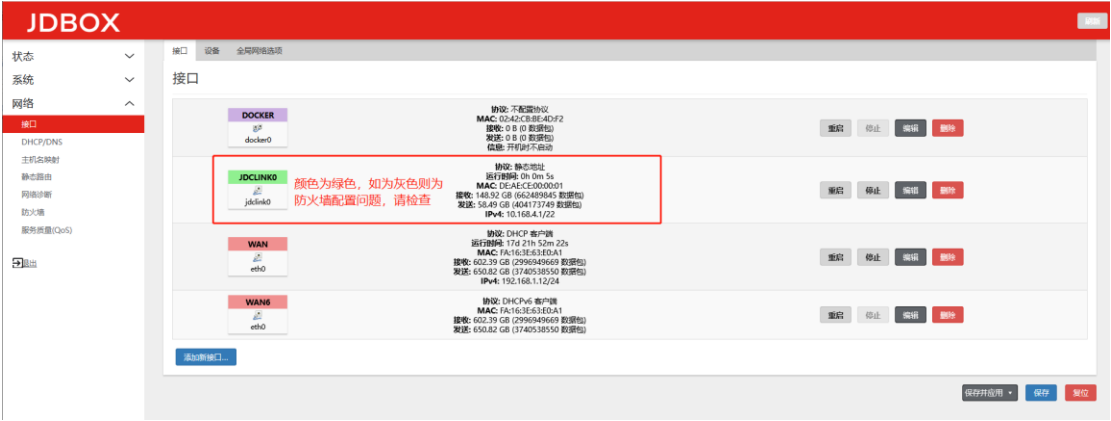 JDBOX
刷新
状态
系统
网络
接口
DHCP/DNS
主机名映射
静态路由
网络诊断
防火墙
服务质量(QoS)
退出
接口 设备 全局网络选项
接口
DOCKER
docker0
协议: 不配置协议
MAC: 02:42:CB:BE:4D:F2
接收: 0 B (0 数据包)
发送: 0 B (0 数据包)
信息: 开机时不启动
重启 停止 编辑 删除
JDCLINK0
jdclink0
颜色为绿色，如为灰色则为
防火墙配置问题，请检查
协议: 静态地址
运行时间: 0h 0m 5s
MAC: DE:AE:CE:00:00:01
接收: 148.92 GB (662489845 数据包)
发送: 58.49 GB (404173749 数据包)
IPv4: 10.168.4.1/22
重启 停止 编辑 删除
WAN
eth0
协议: DHCP 客户端
运行时间: 17d 21h 52m 22s
MAC: FA:16:3E:63:E0:A1
接收: 602.39 GB (2996949669 数据包)
发送: 650.82 GB (3740538550 数据包)
IPv4: 192.168.1.12/24
重启 停止 编辑 删除
WAN6
eth0
协议: DHCPv6 客户端
MAC: FA:16:3E:63:E0:A1
接收: 602.39 GB (2996949669 数据包)
发送: 650.82 GB (3740538550 数据包)
重启 停止 编辑 删除
添加新接口...
保存并应用 保存 复位